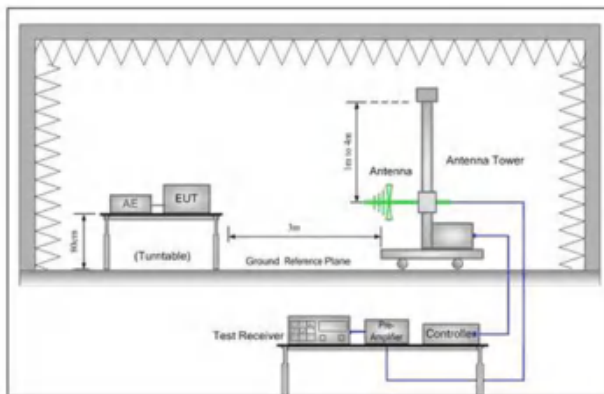 1m to 4m
Antenna
Antenna Tower
AE
EUT
80cm
3m
(Turntable)
Ground Reference Plane
Test Receiver
Pre-
Amplifier
Controller